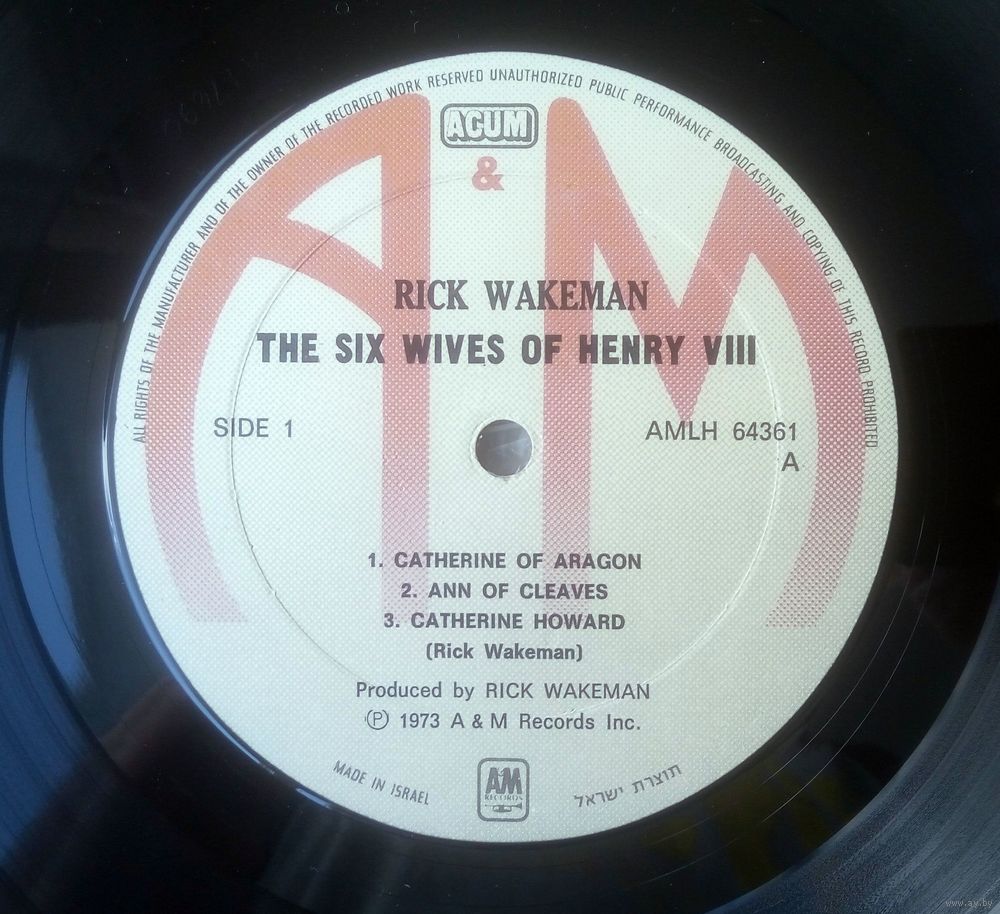 ALL RIGHTS OF THE MANUFACTURER AND OF THE OWNER OF THE RECORDED WORK RESERVED UNAUTHORIZED PUBLIC PERFORMANCE BROADCASTING AND COPYING OF THIS RECORD PROHIBITED
ACUM
A & M
RICK WAKEMAN
THE SIX WIVES OF HENRY VIII
SIDE 1
AMLH 64361
A
1. CATHERINE OF ARAGON
2. ANN OF CLEAVES
3. CATHERINE HOWARD
(Rick Wakeman)
Produced by RICK WAKEMAN
Ⓟ 1973 A & M Records Inc.
MADE IN ISRAEL
A&M
RECORDS
תוצרת ישראל
www.ay.by